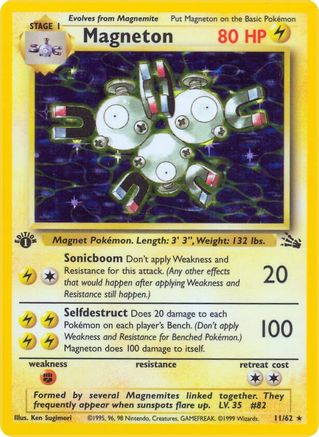 STAGE 1
Evolves from Magnemite
Put Magneton on the Basic Pokémon
Magneton
80 HP
EDITION
1
Magnet Pokémon. Length: 3' 3", Weight: 132 lbs.
Sonicboom Don't apply Weakness and
Resistance for this attack. (Any other effects
that would happen after applying Weakness and
Resistance still happen.)
20
Selfdestruct Does 20 damage to each
Pokémon on each player's Bench. (Don't apply
Weakness and Resistance for Benched Pokémon.)
Magneton does 100 damage to itself.
100
weakness
resistance
retreat cost
Formed by several Magnemites linked together. They
frequently appear when sunspots flare up. LV. 35 #82
Illus. Ken Sugimori
©1995, 96, 98 Nintendo, Creatures, GAMEFREAK. ©1999 Wizards.
11/62 ★